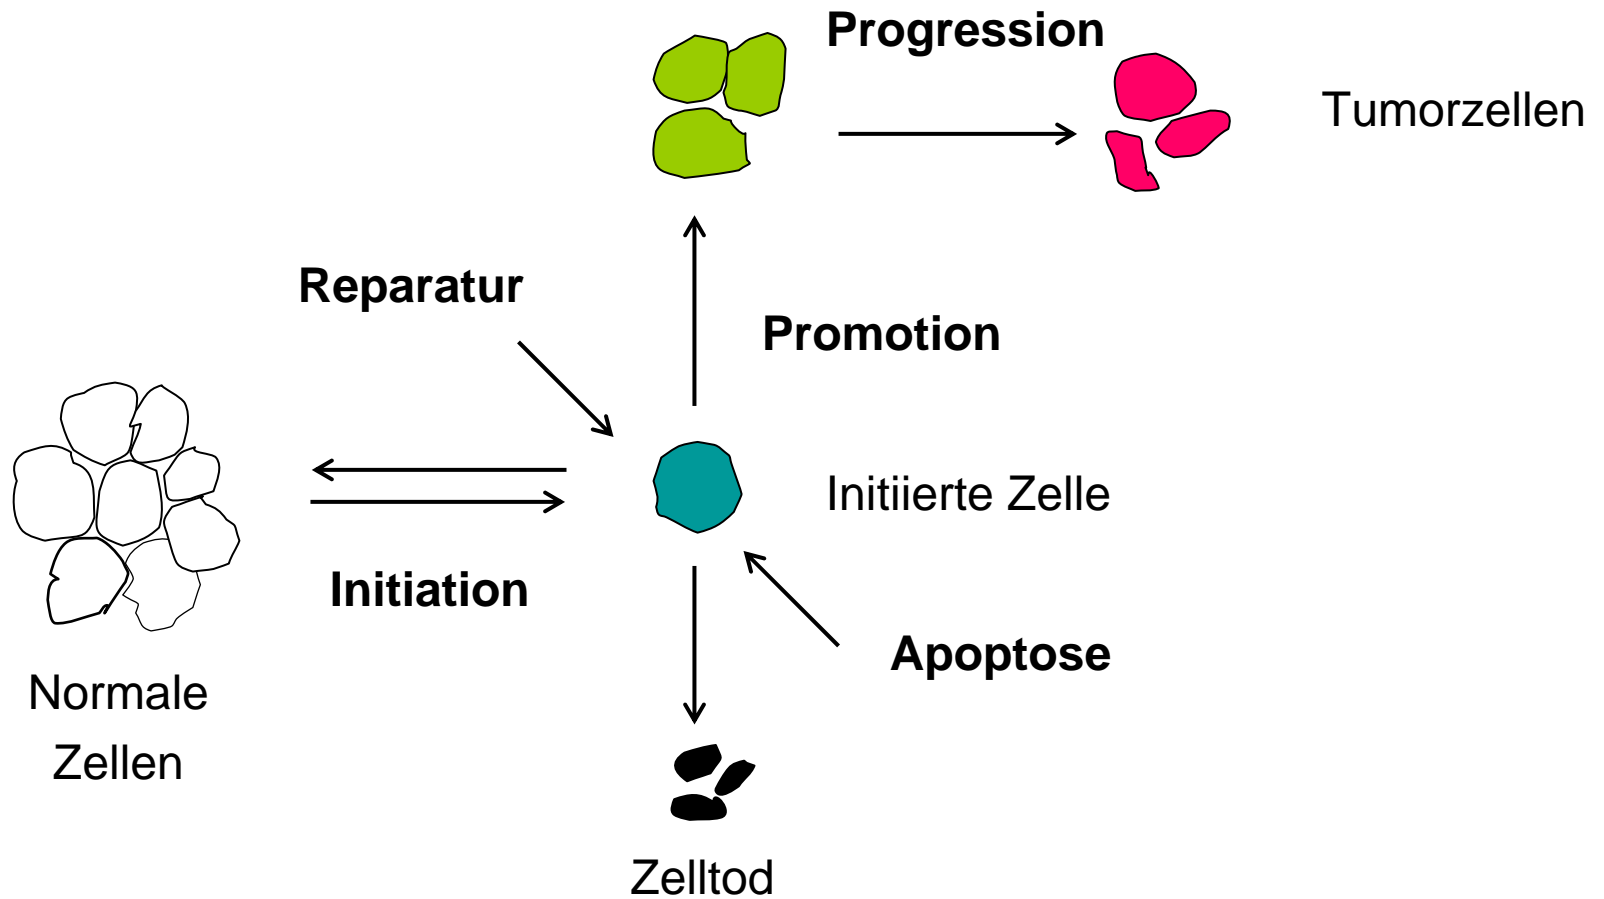 Progression
Tumorzellen
Reparatur
Promotion
Initiierte Zelle
Initiation
Apoptose
Normale
Zellen
Zelltod